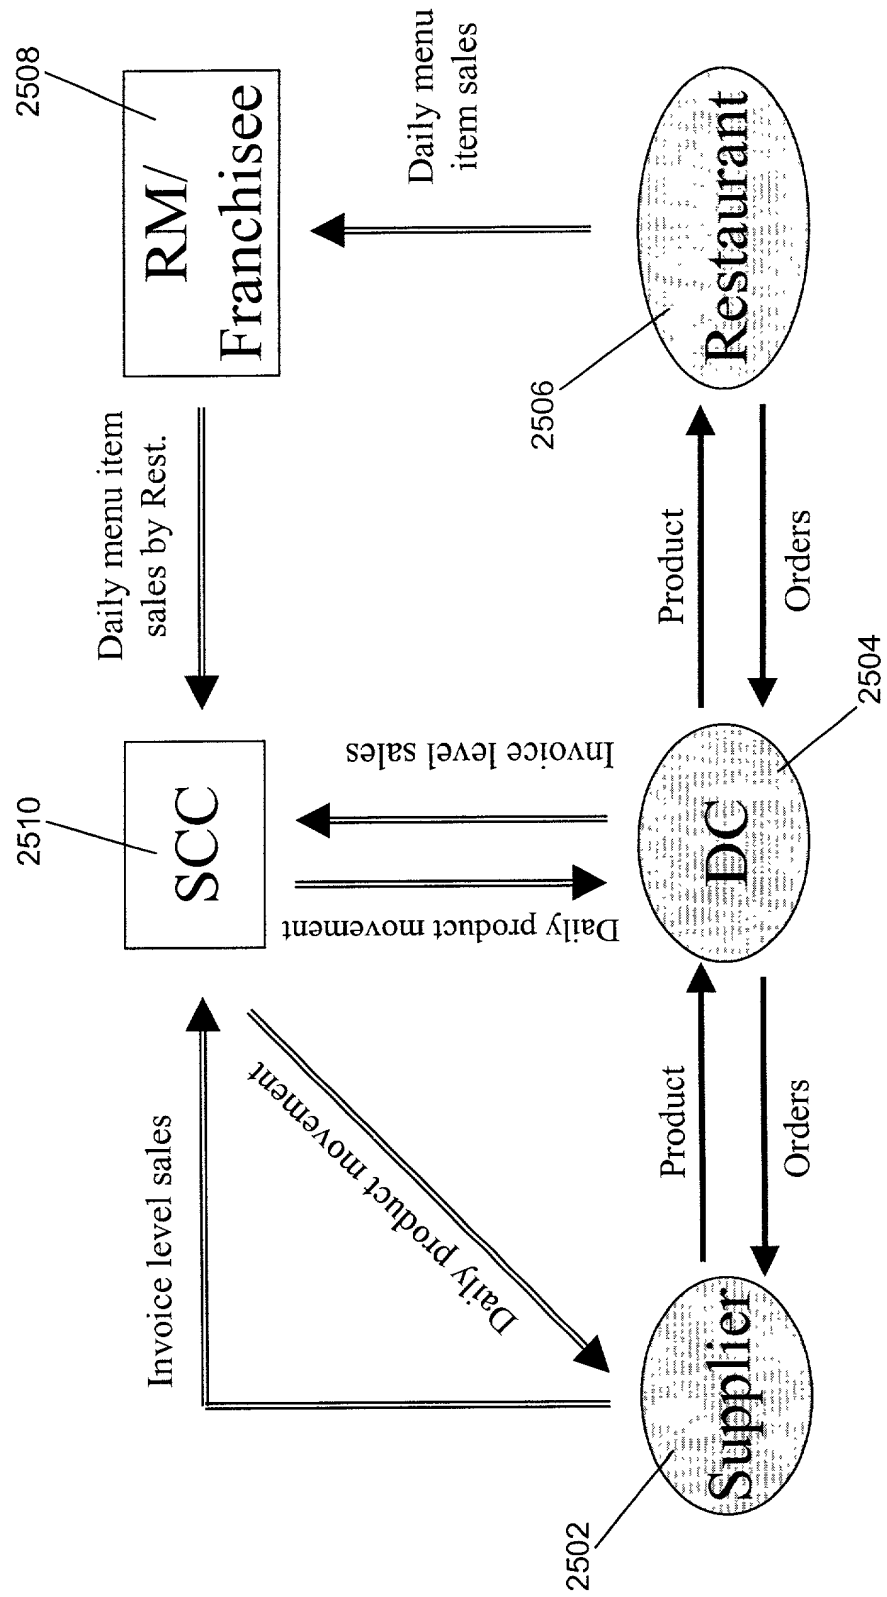 2510
2508
SCC
RM/
Franchisee
Invoice level sales
Daily menu item
sales by Rest.
Daily product movement
Daily product movement
Invoice level sales
Daily menu
item sales
2502
2506
Product
Product
Supplier
DC
Restaurant
Orders
Orders
2504